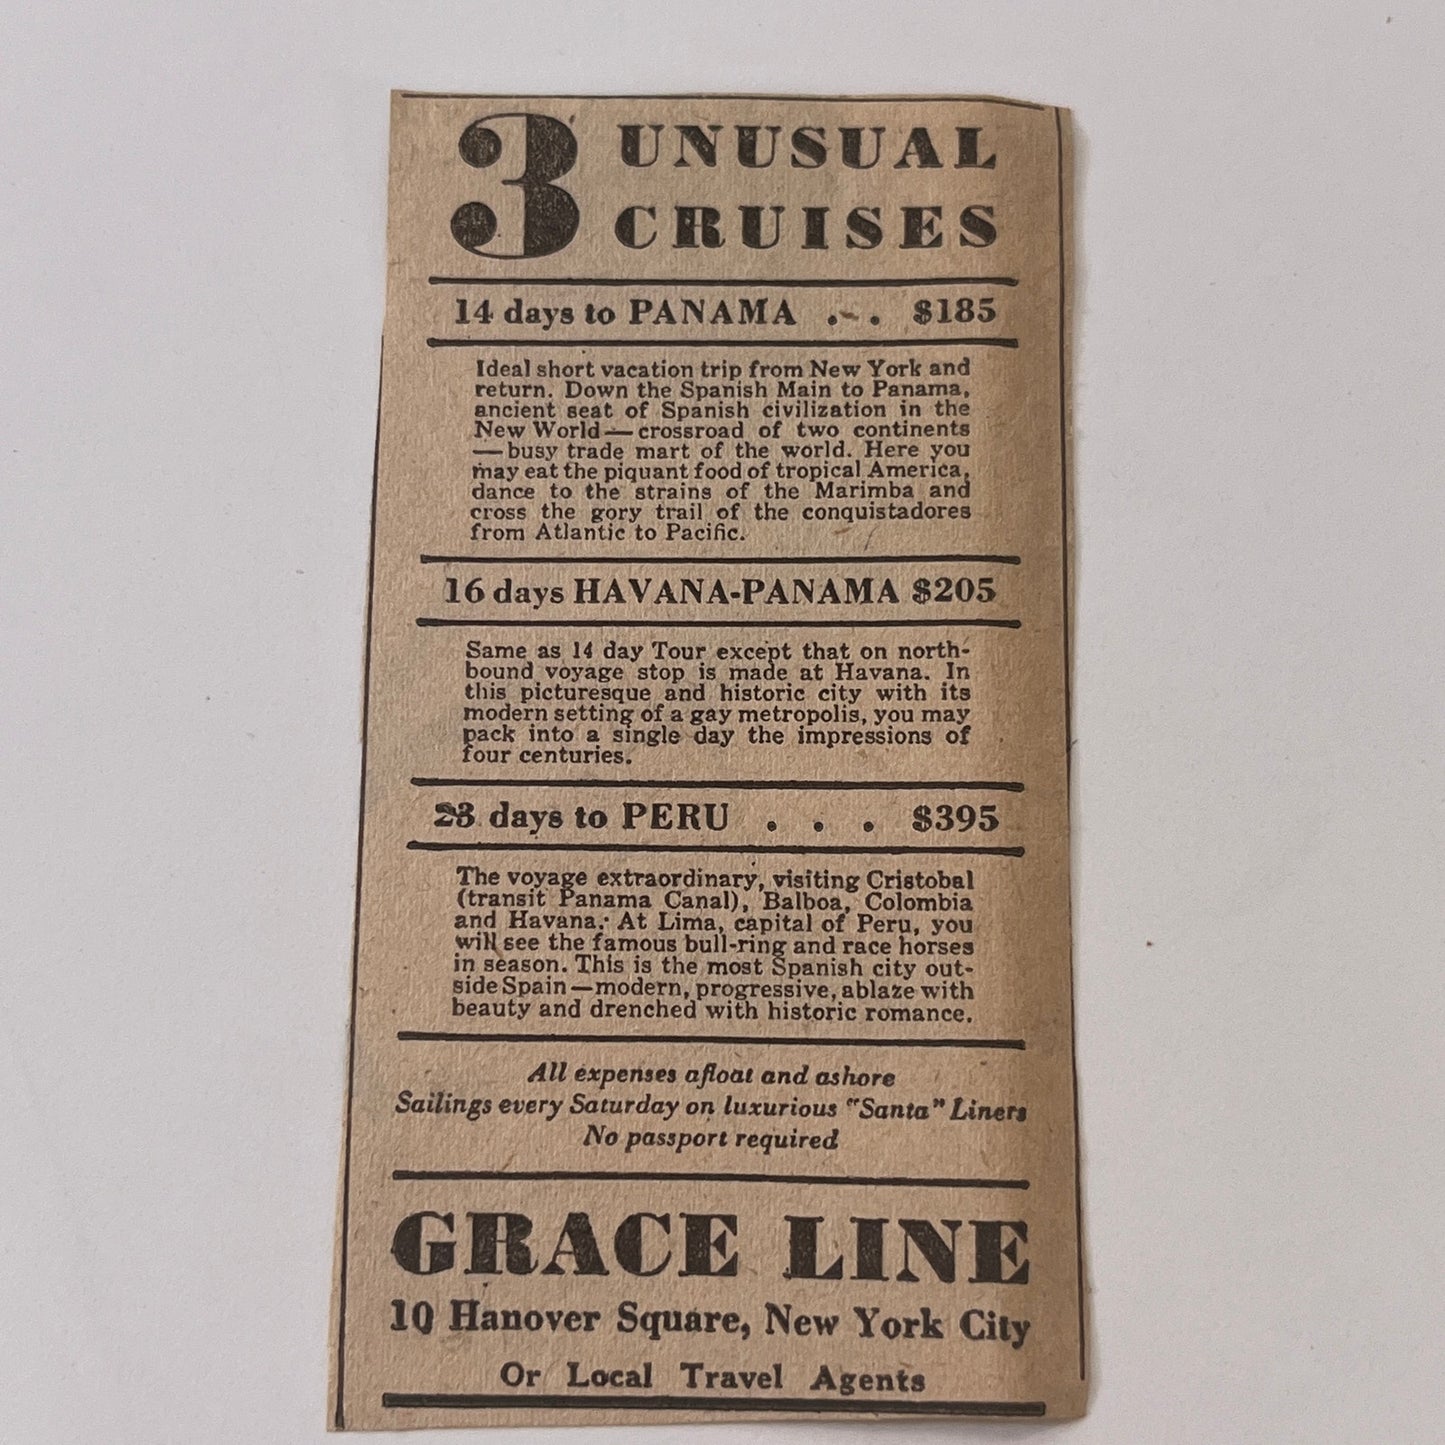 3 UNUSUAL
CRUISES
14 days to PANAMA . . $185
Ideal short vacation trip from New York and
return. Down the Spanish Main to Panama,
ancient seat of Spanish civilization in the
New World—crossroad of two continents
—busy trade mart of the world. Here you
may eat the piquant food of tropical America,
dance to the strains of the Marimba and
cross the gory trail of the conquistadores
from Atlantic to Pacific.
16 days HAVANA-PANAMA $205
Same as 14 day Tour except that on north-
bound voyage stop is made at Havana. In
this picturesque and historic city with its
modern setting of a gay metropolis, you may
pack into a single day the impressions of
four centuries.
23 days to PERU . . . $395
The voyage extraordinary, visiting Cristobal
(transit Panama Canal), Balboa, Colombia
and Havana. At Lima, capital of Peru, you
will see the famous bull-ring and race horses
in season. This is the most Spanish city out-
side Spain—modern, progressive, ablaze with
beauty and drenched with historic romance.
All expenses afloat and ashore
Sailings every Saturday on luxurious "Santa" Liners
No passport required
GRACE LINE
10 Hanover Square, New York City
Or Local Travel Agents